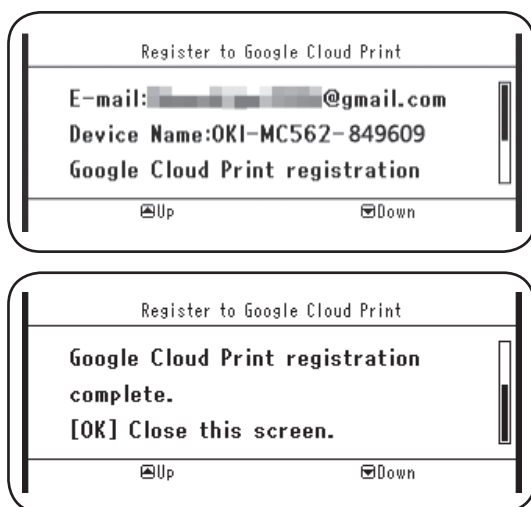 Register to Google Cloud Print
E-mail: @gmail.com
Device Name:OKI-MC562-849609
Google Cloud Print registration
Up Down
Register to Google Cloud Print
Google Cloud Print registration
complete.
[OK] Close this screen.
Up Down